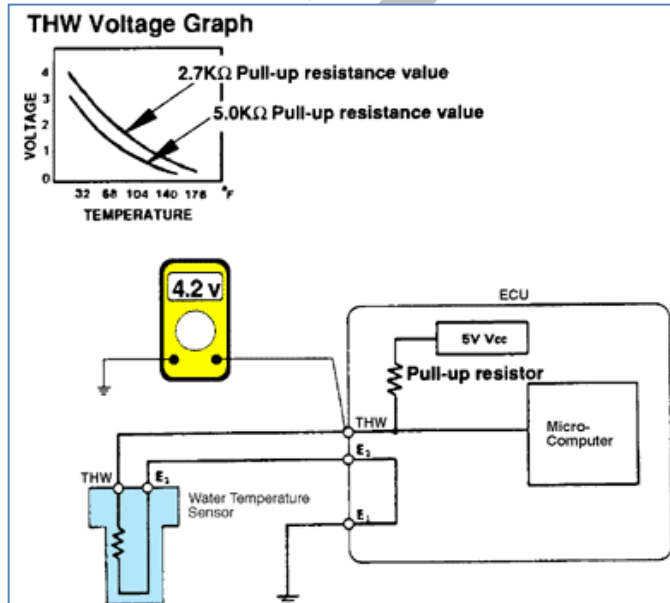 THW Voltage Graph
2.7KΩ Pull-up resistance value
5.0KΩ Pull-up resistance value
VOLTAGE
4
3
2
1
0
32 68 104 140 176 °F
TEMPERATURE
4.2 v
ECU
5V Vcc
Pull-up resistor
THW
Micro-
Computer
E₂
THW
E₂
Water Temperature
Sensor
E₁